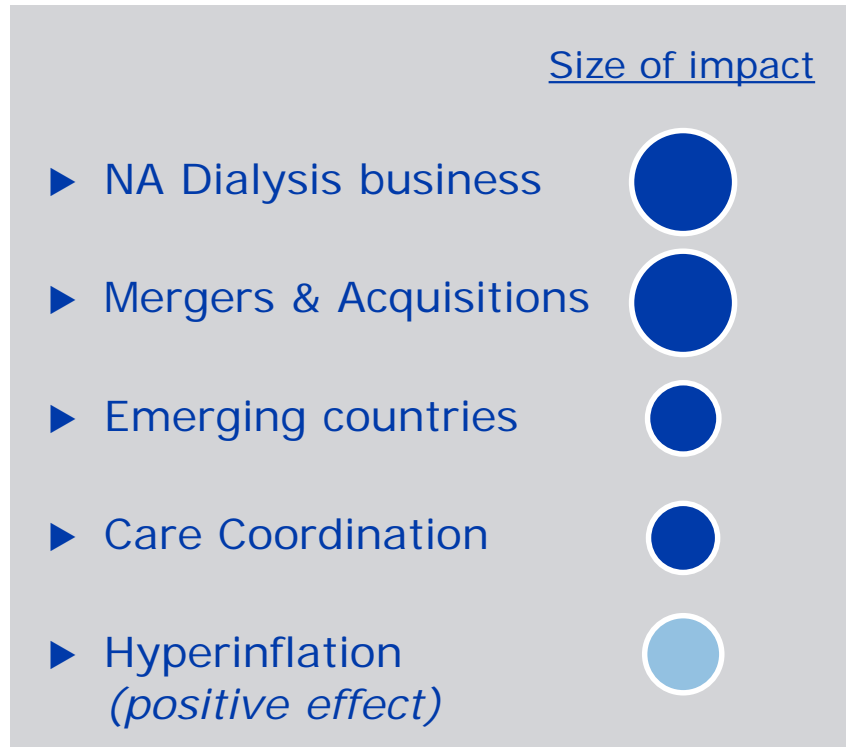 Size of impact
NA Dialysis business
Mergers & Acquisitions
Emerging countries
Care Coordination
Hyperinflation
(positive effect)